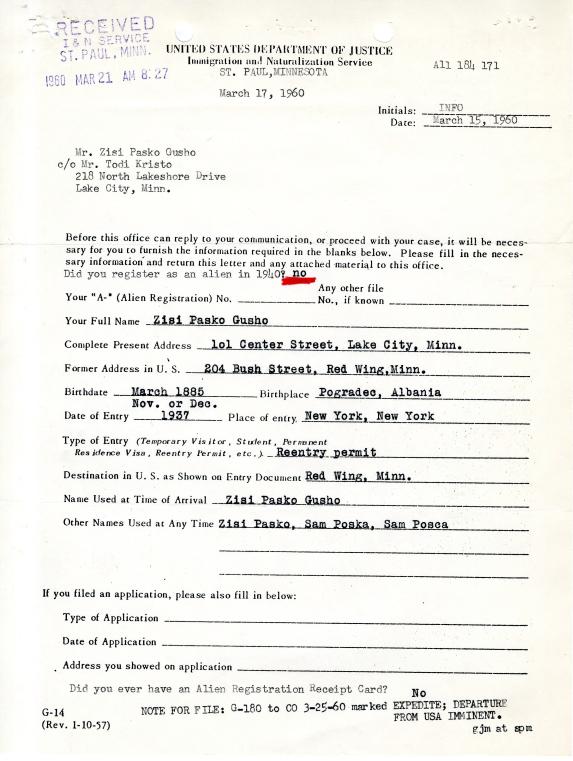 RECEIVED
I & N SERVICE
ST. PAUL, MINN.
1960 MAR 21 AM 8:27
UNITED STATES DEPARTMENT OF JUSTICE
Immigration and Naturalization Service
ST. PAUL, MINNESOTA
A11 184 171
March 17, 1960
Initials: INFO
Date: March 15, 1960
Mr. Zisi Pasko Gusho
c/o Mr. Todi Kristo
218 North Lakeshore Drive
Lake City, Minn.
Before this office can reply to your communication, or proceed with your case, it will be neces-
sary for you to furnish the information required in the blanks below. Please fill in the neces-
sary information and return this letter and any attached material to this office.
Did you register as an alien in 1940? no
Your "A-" (Alien Registration) No.
Any other file
No., if known
Your Full Name Zisi Pasko Gusho
Complete Present Address 101 Center Street, Lake City, Minn.
Former Address in U. S. 204 Bush Street, Red Wing,Minn.
Birthdate March 1885 Birthplace Pogradec, Albania
Nov. or Dec.
Date of Entry 1937 Place of entry New York, New York
Type of Entry (Temporary Visitor, Student, Permanent
Residence Visa, Reentry Permit, etc.) Reentry permit
Destination in U. S. as Shown on Entry Document Red Wing, Minn.
Name Used at Time of Arrival Zisi Pasko Gusho
Other Names Used at Any Time Zisi Pasko, Sam Poska, Sam Posca
If you filed an application, please also fill in below:
Type of Application
Date of Application
Address you showed on application
Did you ever have an Alien Registration Receipt Card? No
G-14
(Rev. 1-10-57)
NOTE FOR FILE: G-180 to CO 3-25-60 marked EXPEDITE; DEPARTURE
FROM USA IMMINENT.
gjm at spm